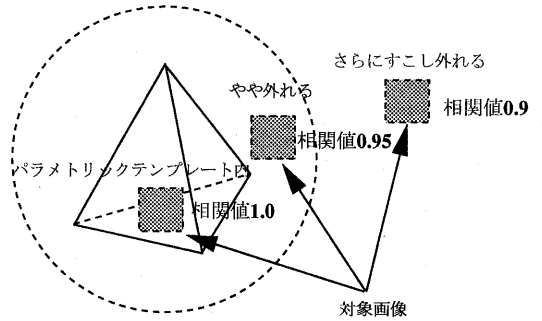 さらにすこし外れる
やや外れる
相関値0.9
相関値0.95
パラメトリックテンプレート内
相関値1.0
対象画像